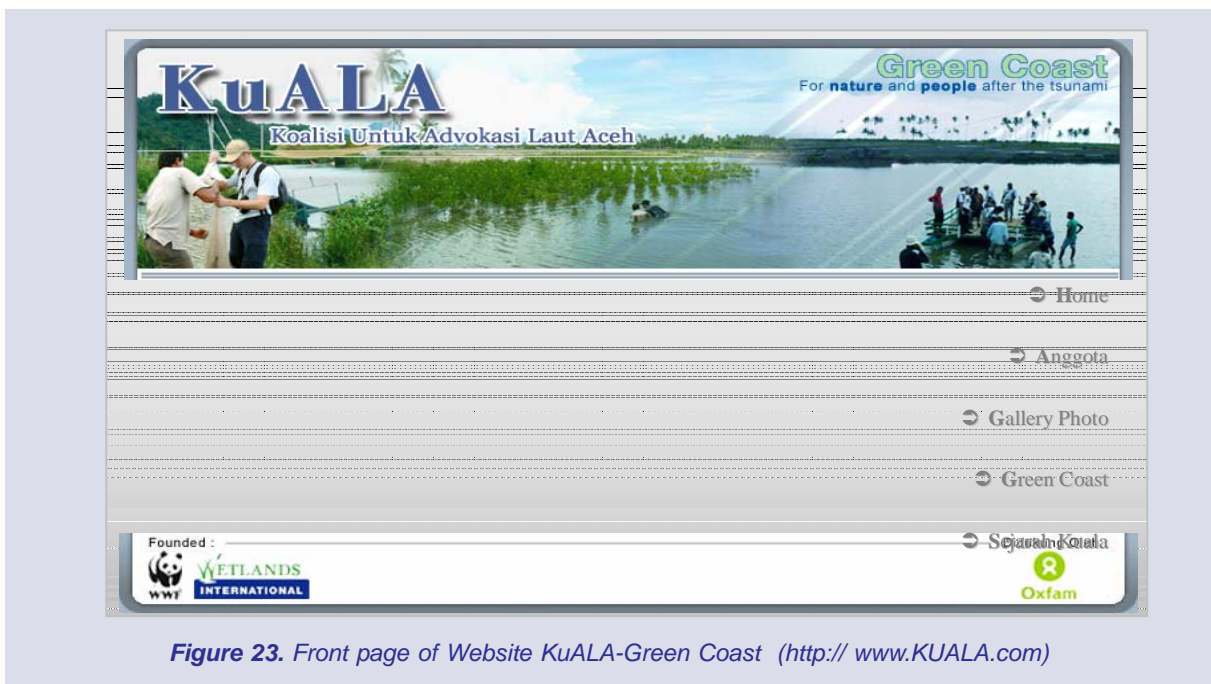 KuALA
Koalisi Untuk Advokasi Laut Aceh
Green Coast
For nature and people after the tsunami
Home
Anggota
Gallery Photo
Green Coast
Sejarah Kuala
Founded :
WWF
WETLANDS
INTERNATIONAL
Oxfam
Figure 23. Front page of Website KuALA-Green Coast (http:// www.KUALA.com)